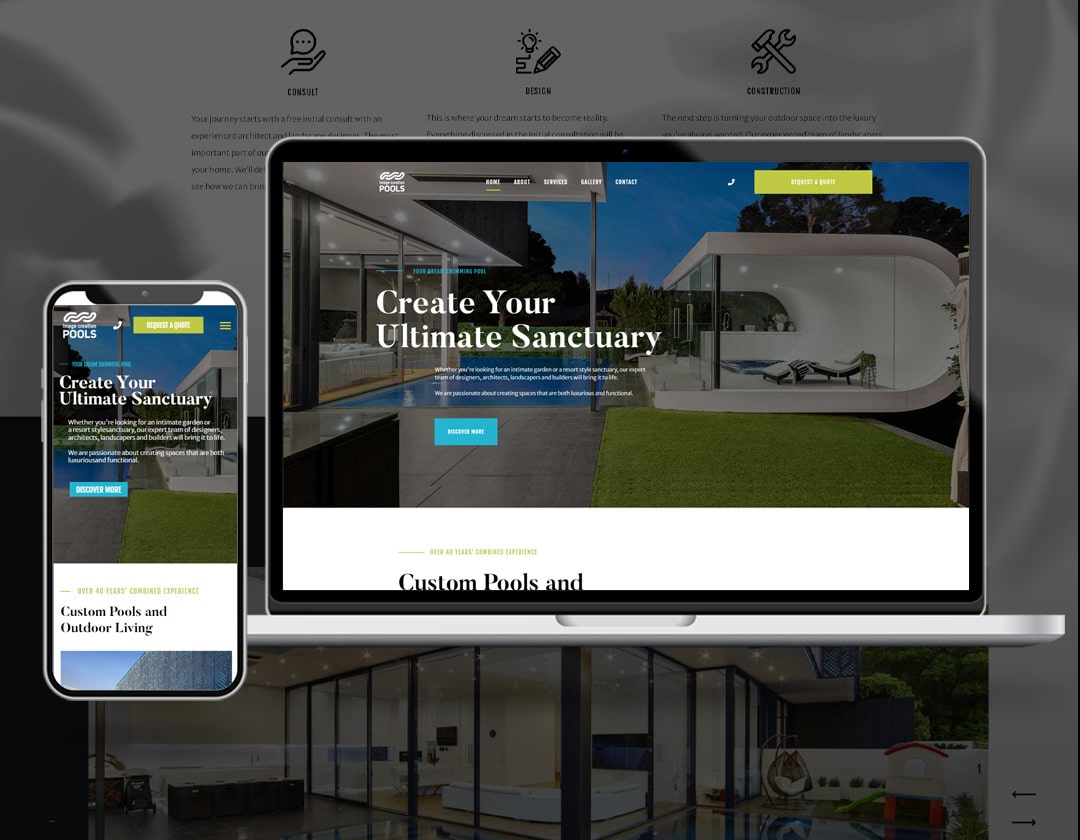 CONSULT
Your journey starts with a free initial consult with an
experienced architect and landscape designer. The most
important part of ou
your home. We'll de
see how we can bring
DESIGN
This is where your dream starts to become reality.
Everything discussed in the initial consultation will be
CONSTRUCTION
The next step is turning your outdoor space into the luxury
you've always wanted. Our experienced team of landscapers
image creation
POOLS
HOME ABOUT SERVICES GALLERY CONTACT
REQUEST A QUOTE
YOUR DREAM SWIMMING POOL
Create Your
Ultimate Sanctuary
Whether you're looking for an intimate garden or a resort style sanctuary, our expert
team of designers, architects, landscapers and builders will bring it to life.
We are passionate about creating spaces that are both luxurious and functional.
DISCOVER MORE
OVER 40 YEARS' COMBINED EXPERIENCE
Custom Pools and
image creation
POOLS
REQUEST A QUOTE
YOUR DREAM SWIMMING POOL
Create Your
Ultimate Sanctuary
Whether you're looking for an intimate garden or
a resort stylesanctuary, our expert team of designers,
architects, landscapers and builders will bring it to life.
We are passionate about creating spaces that are both
luxuriousand functional.
DISCOVER MORE
OVER 40 YEARS' COMBINED EXPERIENCE
Custom Pools and
Outdoor Living